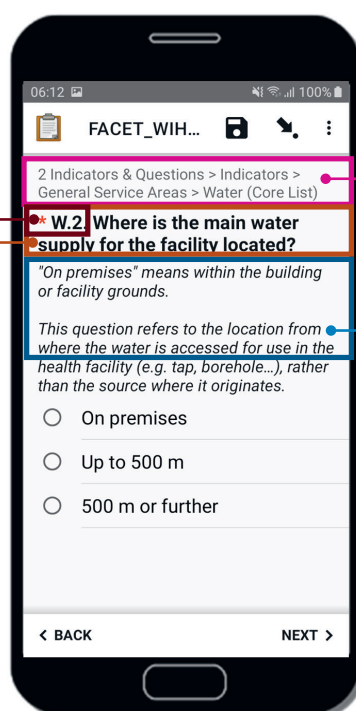 06:12 100%
FACET_WIH...
2 Indicators & Questions > Indicators >
General Service Areas > Water (Core List)
* W.2. Where is the main water
supply for the facility located?
"On premises" means within the building
or facility grounds.
This question refers to the location from
where the water is accessed for use in the
health facility (e.g. tap, borehole…), rather
than the source where it originates.
On premises
Up to 500 m
500 m or further
< BACK NEXT >